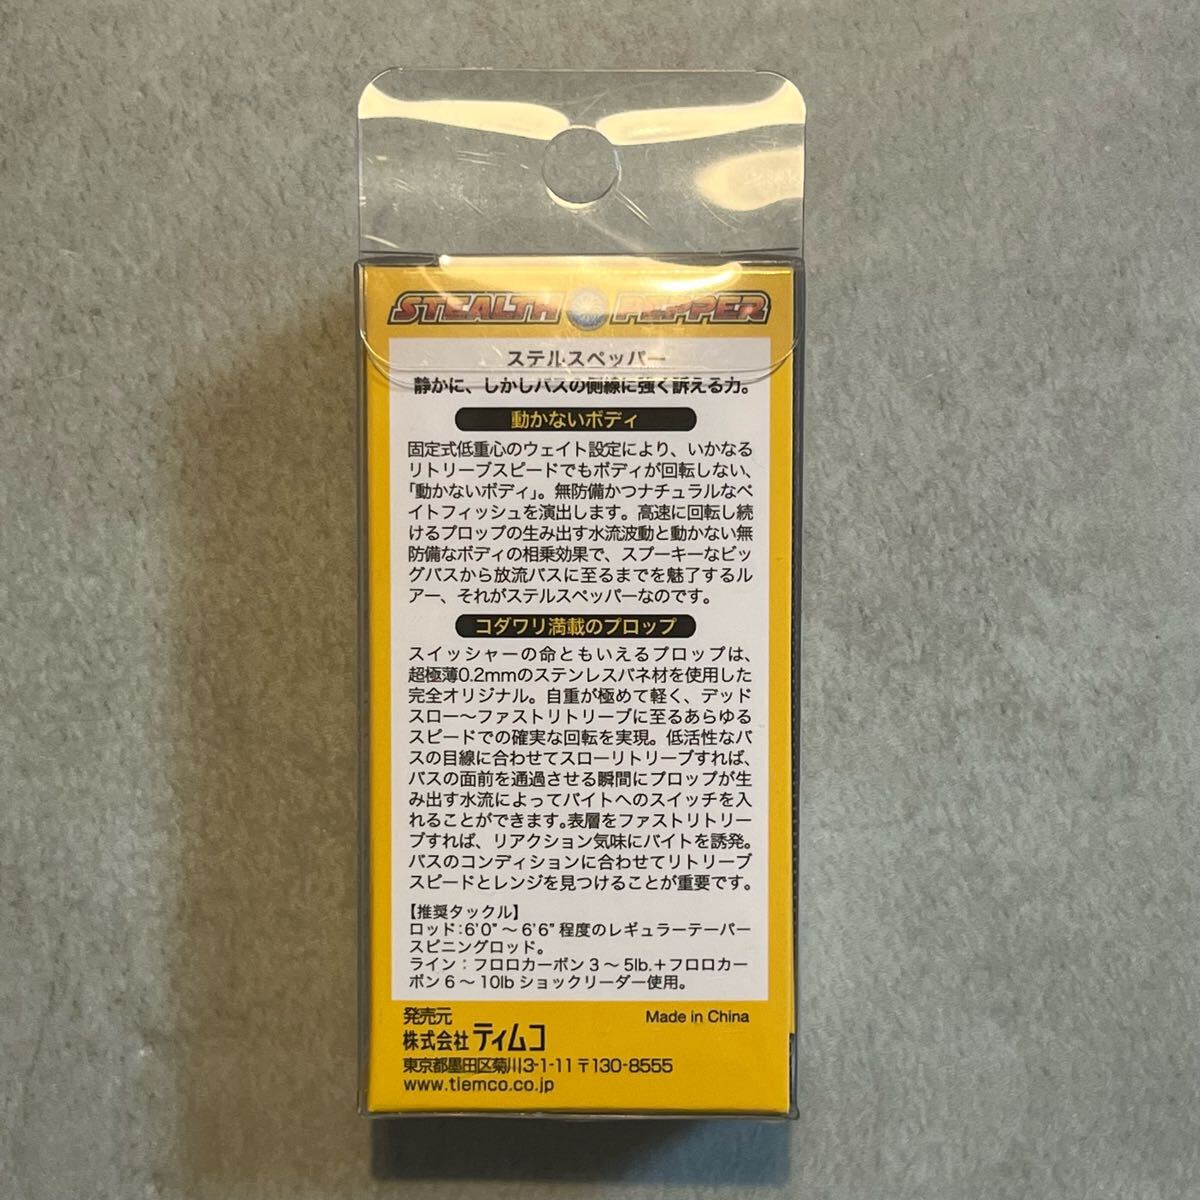 STEALTH PEPPER
ステルスペッパー
静かに、しかしバスの側線に強く訴える力。
動かないボディ
固定式低重心のウェイト設定により、いかなる
リトリーブスピードでもボディが回転しない、
「動かないボディ」。無防備かつナチュラルなベ
イトフィッシュを演出します。高速に回転し続
けるプロップの生み出す水流波動と動かない無
防備なボディの相乗効果で、スプーキーなビッ
グバスから放流バスに至るまでを魅了するル
アー、それがステルスペッパーなのです。
コダワリ満載のプロップ
スイッシャーの命ともいえるプロップは、
超極薄0.2mmのステンレスバネ材を使用した
完全オリジナル。自重が極めて軽く、デッド
スロー〜ファストリトリーブに至るあらゆる
スピードでの確実な回転を実現。低活性なバ
スの目線に合わせてスローリトリーブすれば、
バスの面前を通過させる瞬間にプロップが生
み出す水流によってバイトへのスイッチを入
れることができます。表層をファストリトリー
ブすれば、リアクション気味にバイトを誘発。
バスのコンディションに合わせてリトリーブ
スピードとレンジを見つけることが重要です。
【推奨タックル】
ロッド:6'0"〜6'6"程度のレギュラーテーパー
スピニングロッド。
ライン：フロロカーボン3〜5lb.+フロロカー
ボン6〜10lbショックリーダー使用。
発売元
Made in China
株式会社ティムコ
東京都墨田区菊川3-1-11〒130-8555
www.tiemco.co.jp